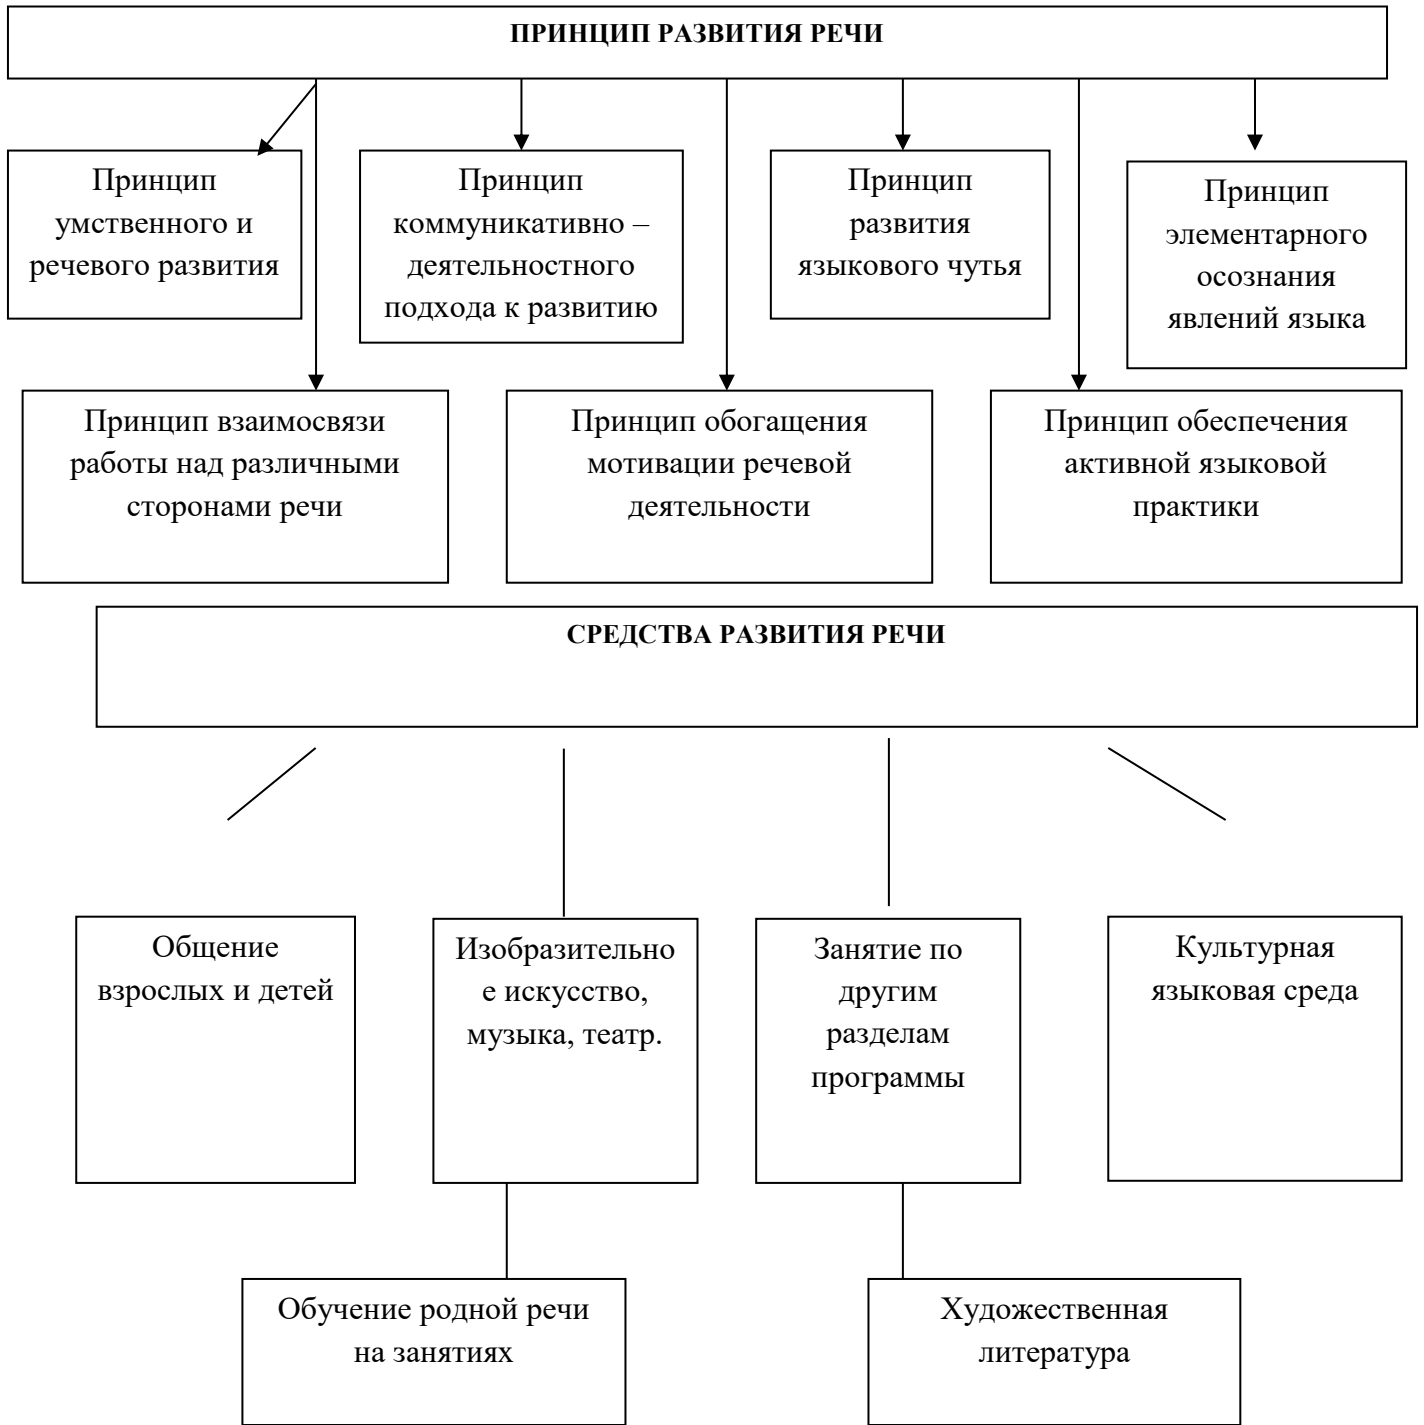 ПРИНЦИП РАЗВИТИЯ РЕЧИ
Принцип
умственного и
речевого развития
Принцип
коммуникативно –
деятельностного
подхода к развитию
Принцип
развития
языкового чутья
Принцип
элементарного
осознания
явлений языка
Принцип взаимосвязи
работы над различными
сторонами речи
Принцип обогащения
мотивации речевой
деятельности
Принцип обеспечения
активной языковой
практики
СРЕДСТВА РАЗВИТИЯ РЕЧИ
Общение
взрослых и детей
Изобразительно
е искусство,
музыка, театр.
Занятие по
другим
разделам
программы
Культурная
языковая среда
Обучение родной речи
на занятиях
Художественная
литература